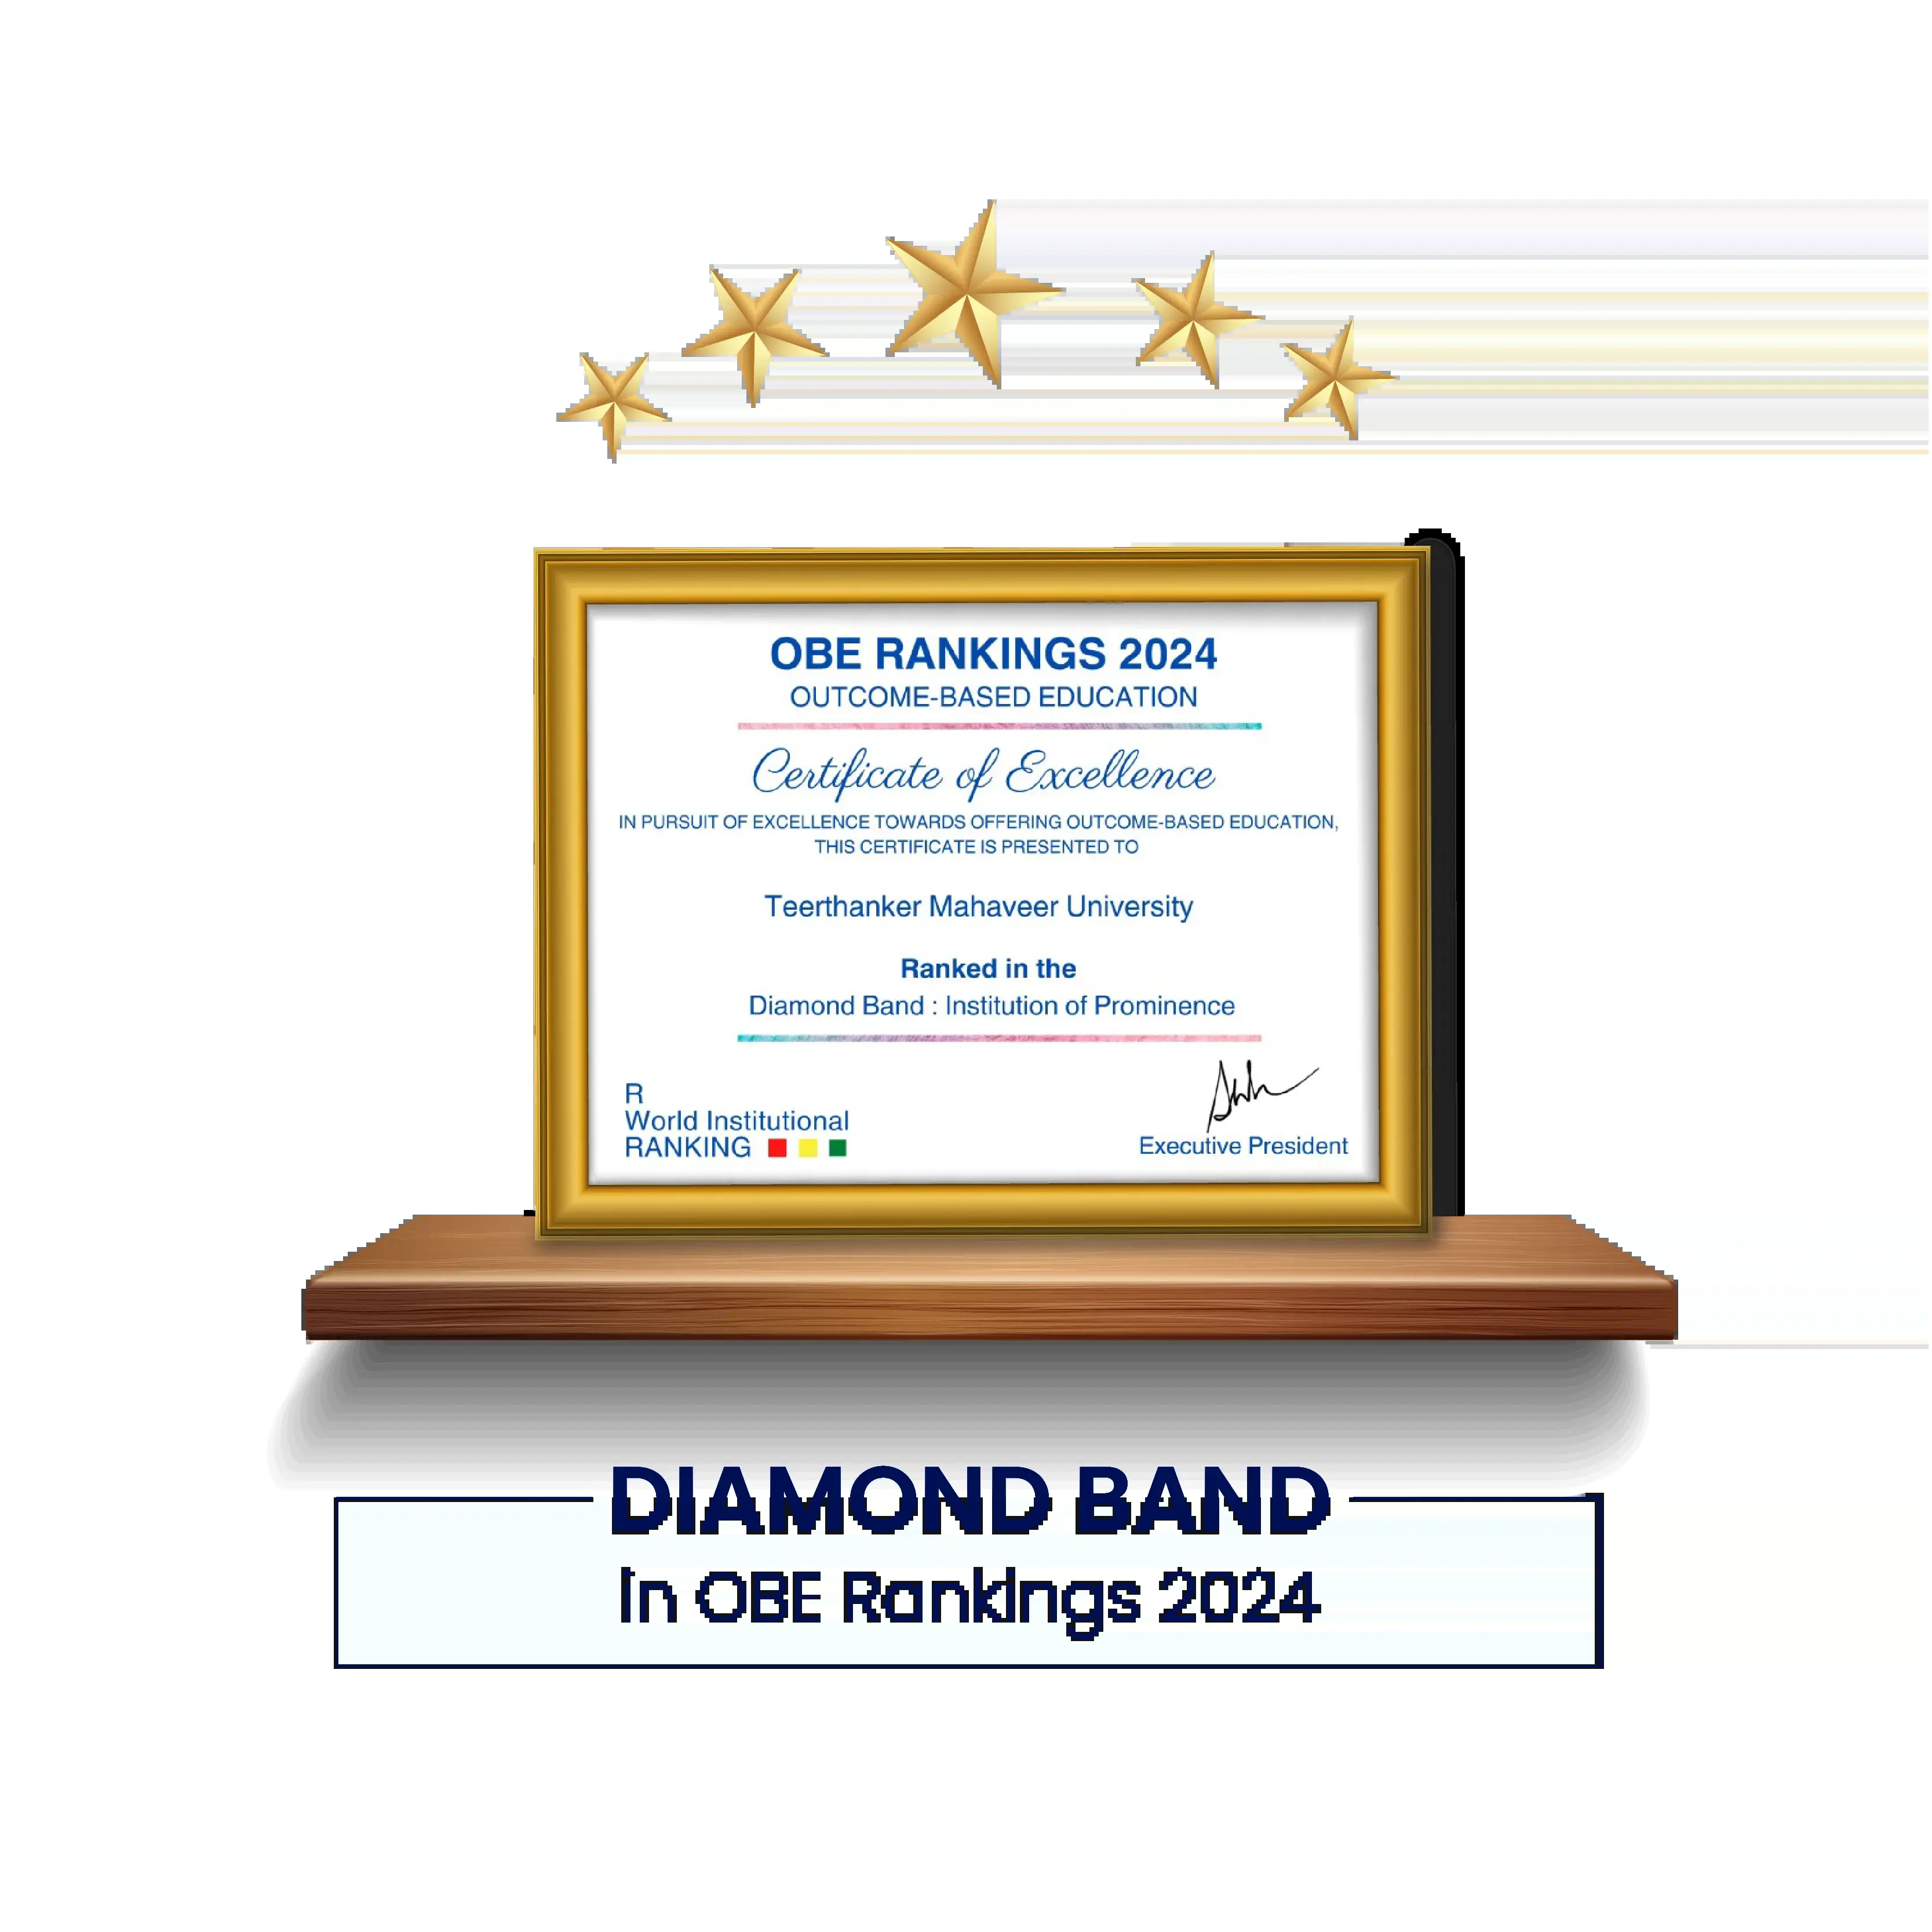 OBE RANKINGS 2024
OUTCOME-BASED EDUCATION
Certificate of Excellence
IN PURSUIT OF EXCELLENCE TOWARDS OFFERING OUTCOME-BASED EDUCATION,
THIS CERTIFICATE IS PRESENTED TO
Teerthanker Mahaveer University
Ranked in the
Diamond Band : Institution of Prominence
R
World Institutional
RANKING
Executive President
DIAMOND BAND
in OBE Rankings 2024